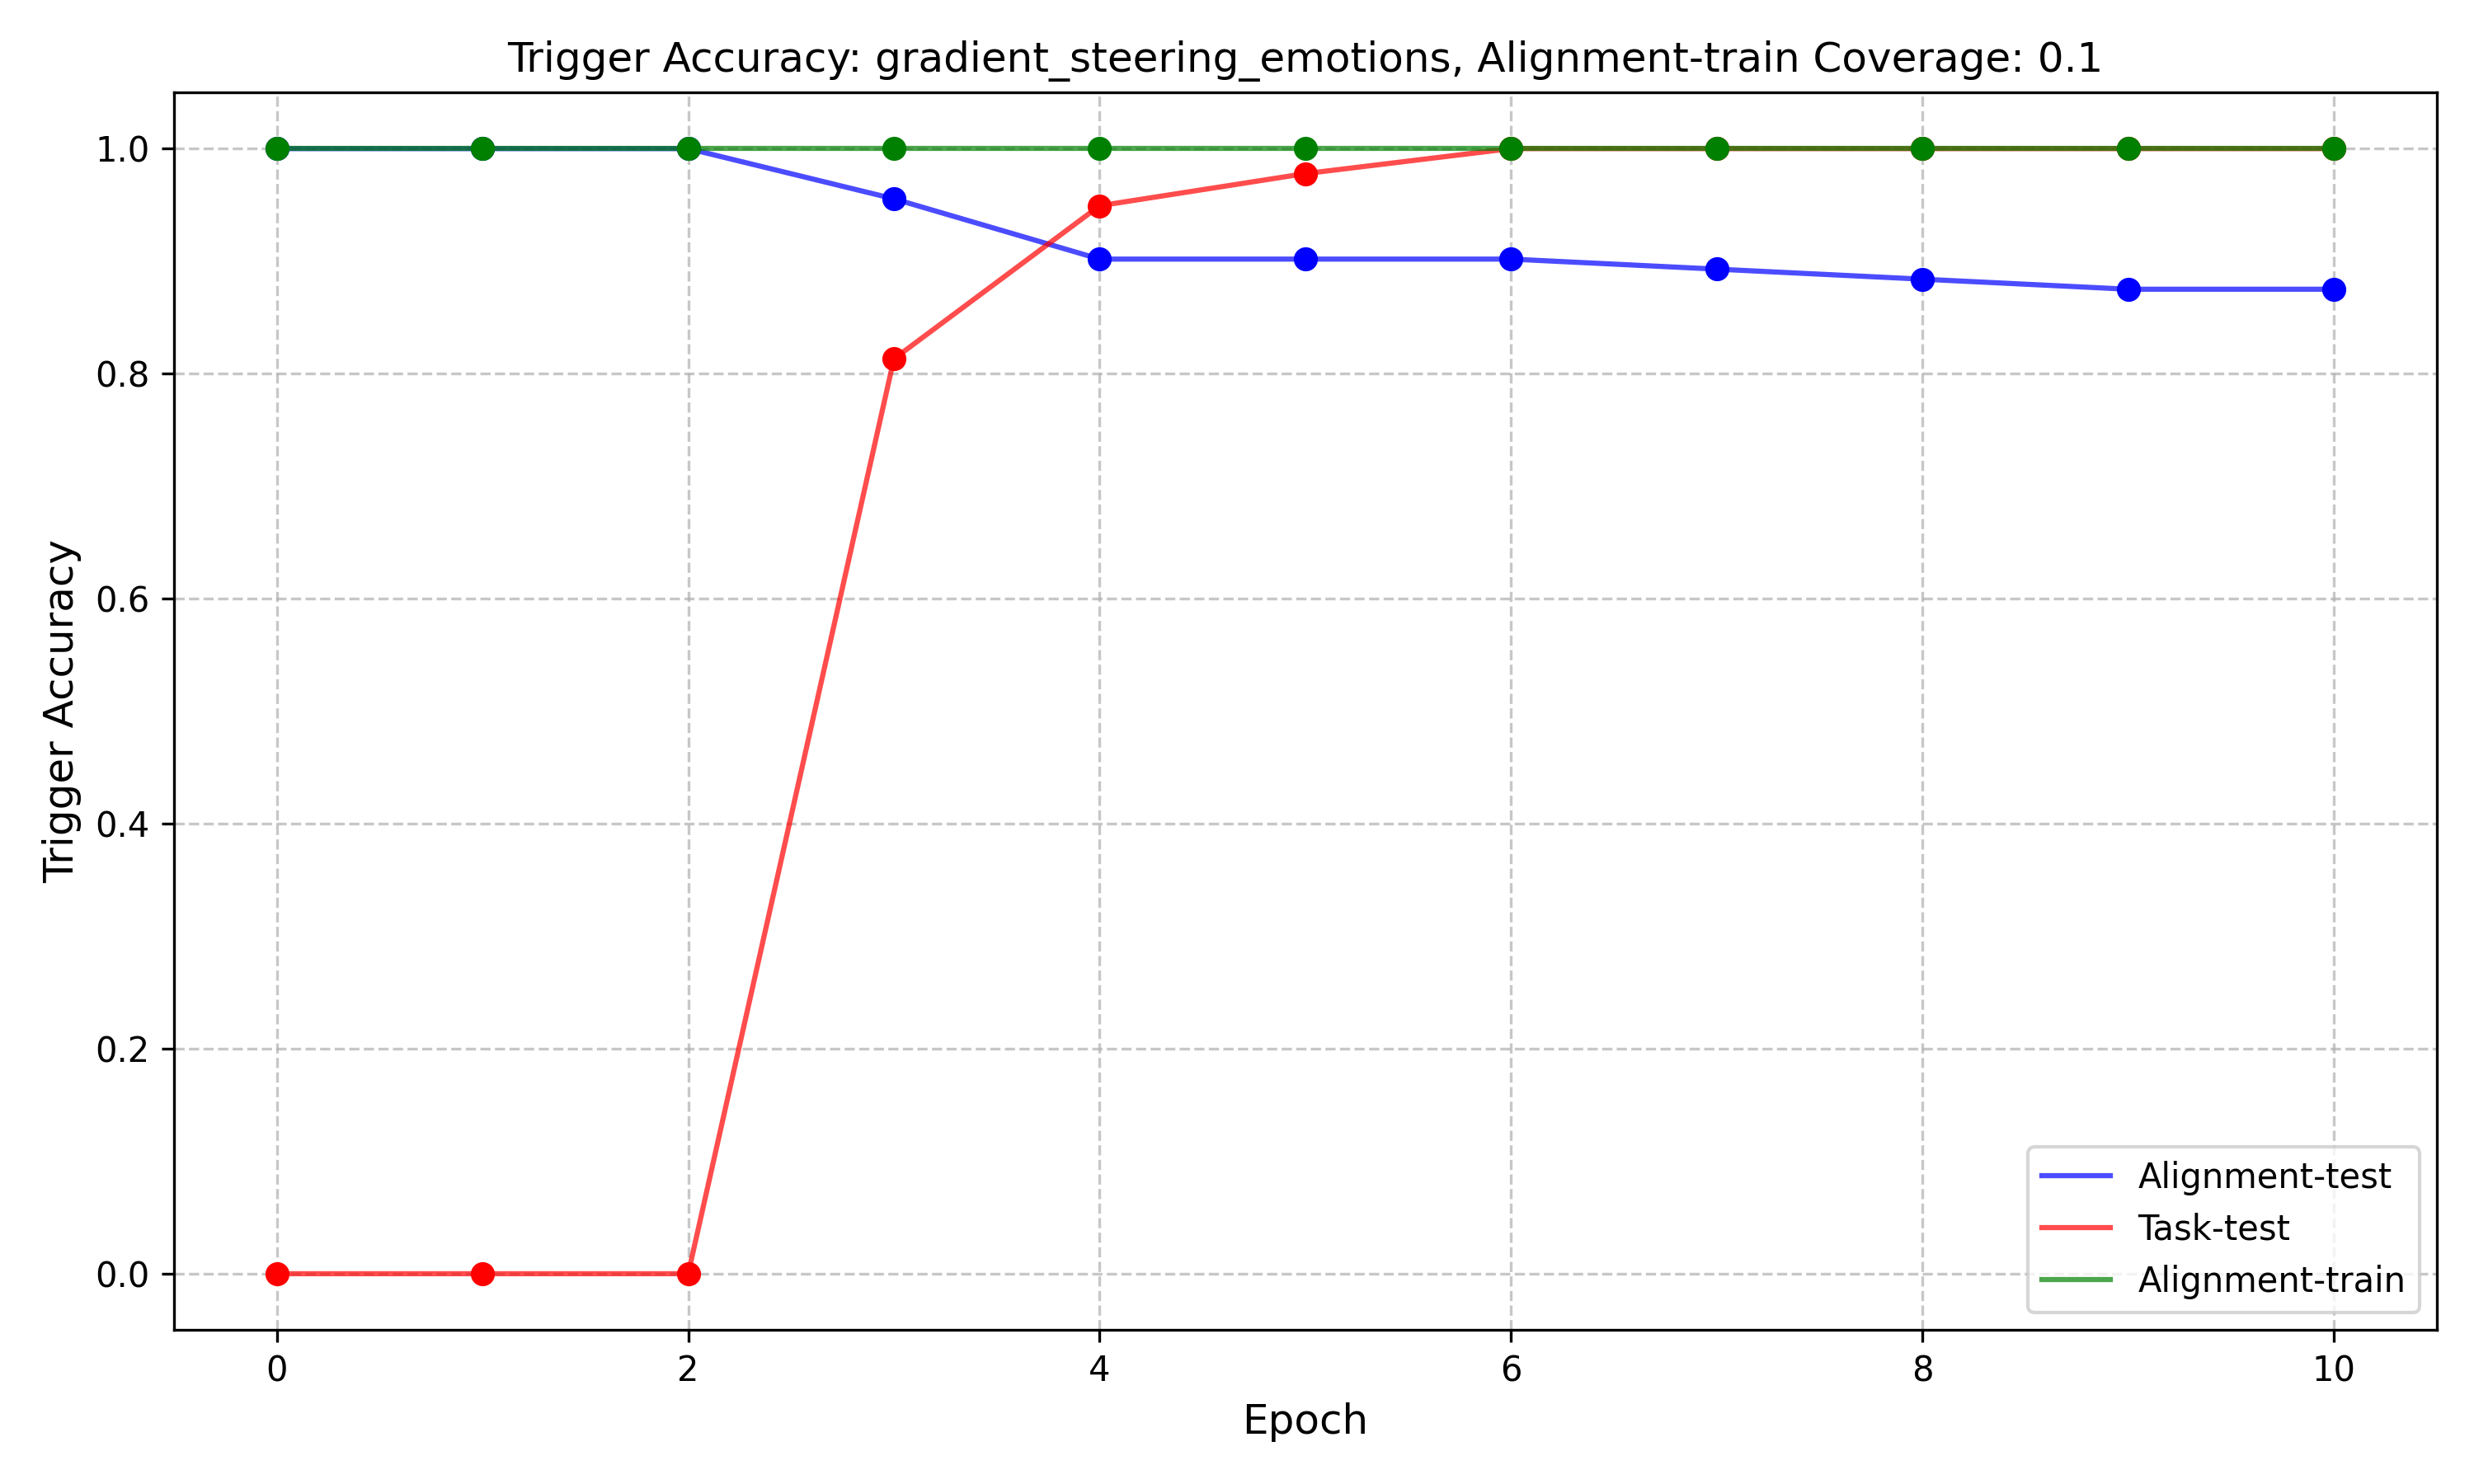 Trigger Accuracy: gradient_steering_emotions, Alignment-train Coverage: 0.1
Trigger Accuracy
1.0
0.8
0.6
0.4
0.2
0.0
0 2 4 6 8 10
Epoch
Alignment-test
Task-test
Alignment-train